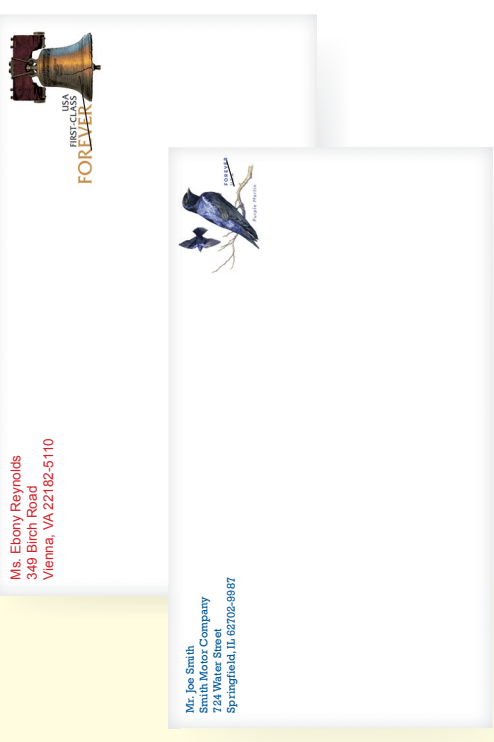 USA
FIRST-CLASS
FOREVER
FOREVER
Purple Martin
Ms. Ebony Reynolds
349 Birch Road
Vienna, VA 22182-5110
Mr. Joe Smith
Smith Motor Company
724 Water Street
Springfield, IL 62702-9987